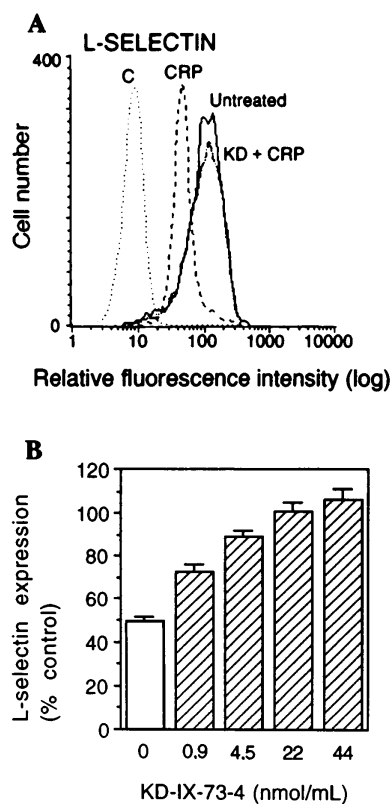 A
L-SELECTIN
400
C
CRP
Untreated
KD + CRP
Cell number
0
1 10 100 1000 10000
Relative fluorescence intensity (log)
B
120
100
80
60
40
20
0
L-selectin expression
(% control)
0 0.9 4.5 22 44
KD-IX-73-4 (nmol/mL)